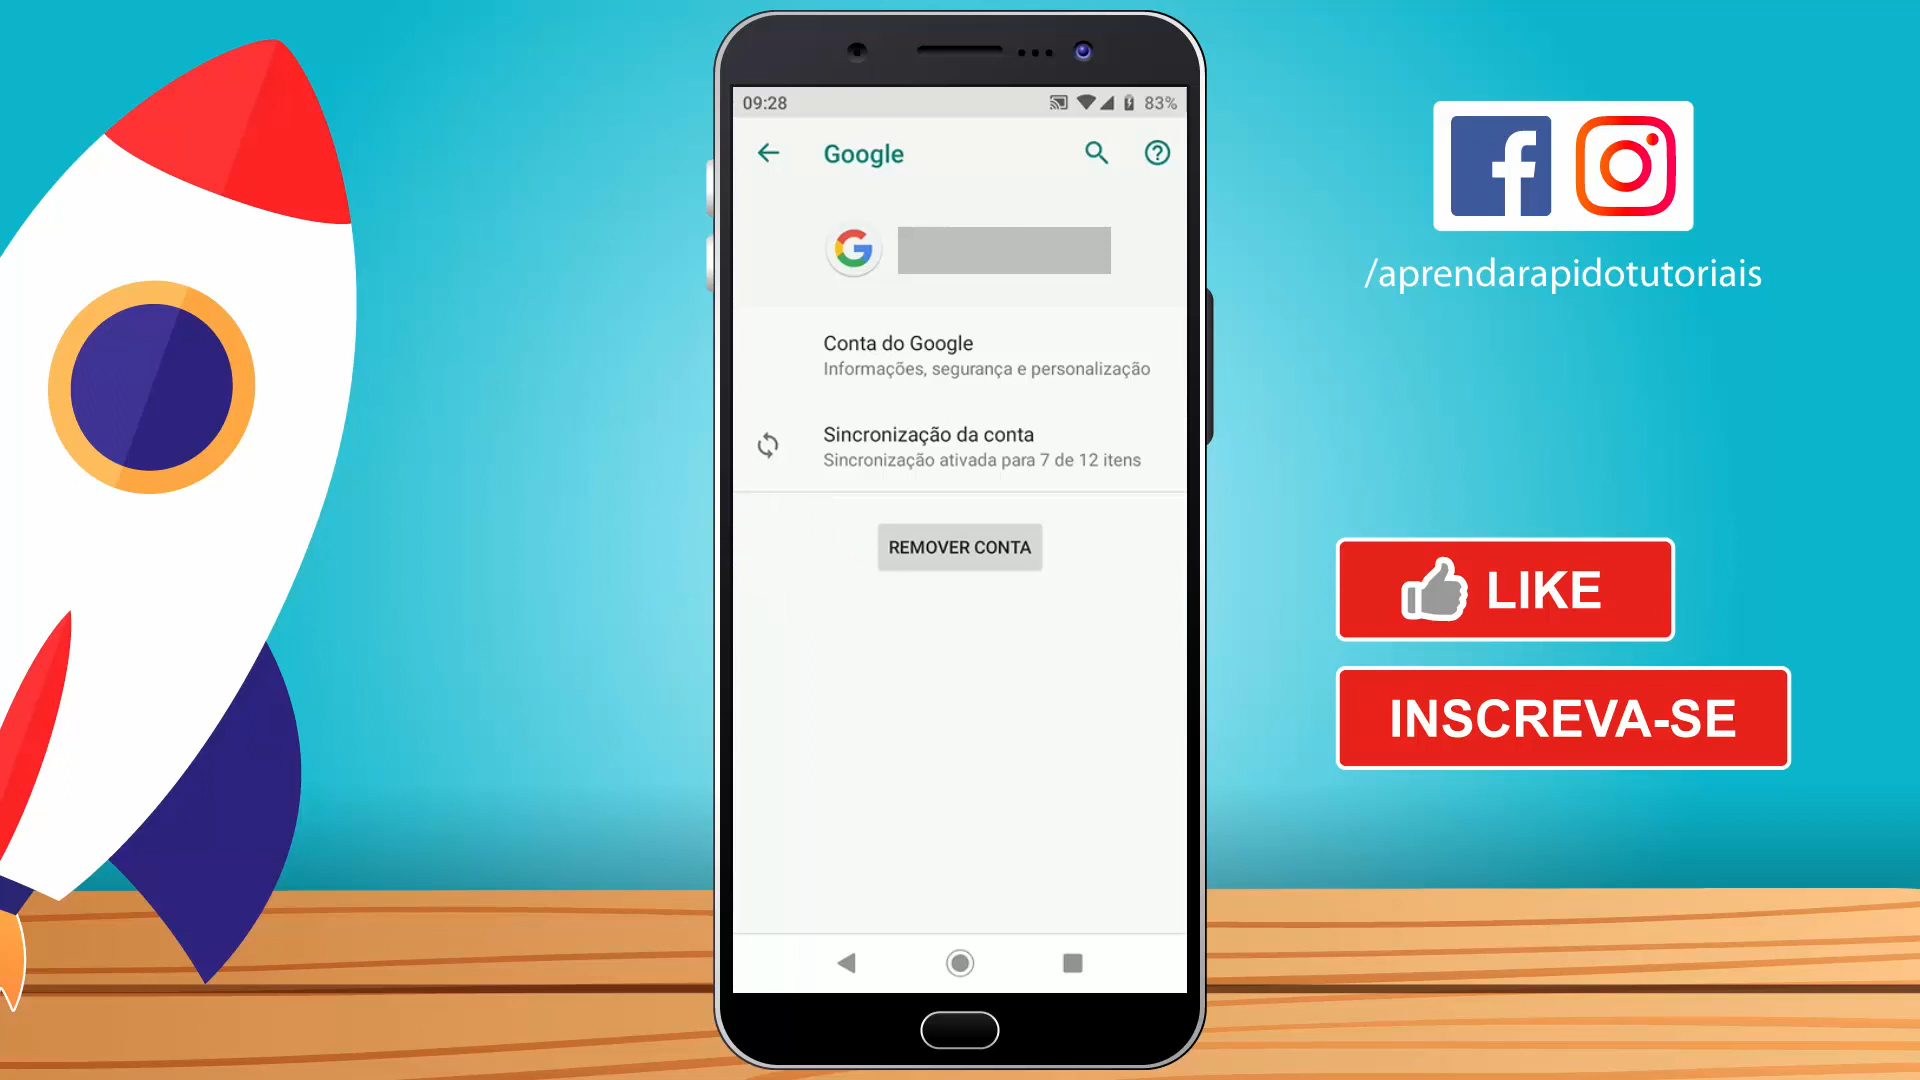 09:28
83%
Google
Conta do Google
Informações, segurança e personalização
Sincronização da conta
Sincronização ativada para 7 de 12 itens
REMOVER CONTA
/aprendarapidotutoriais
LIKE
INSCREVA-SE